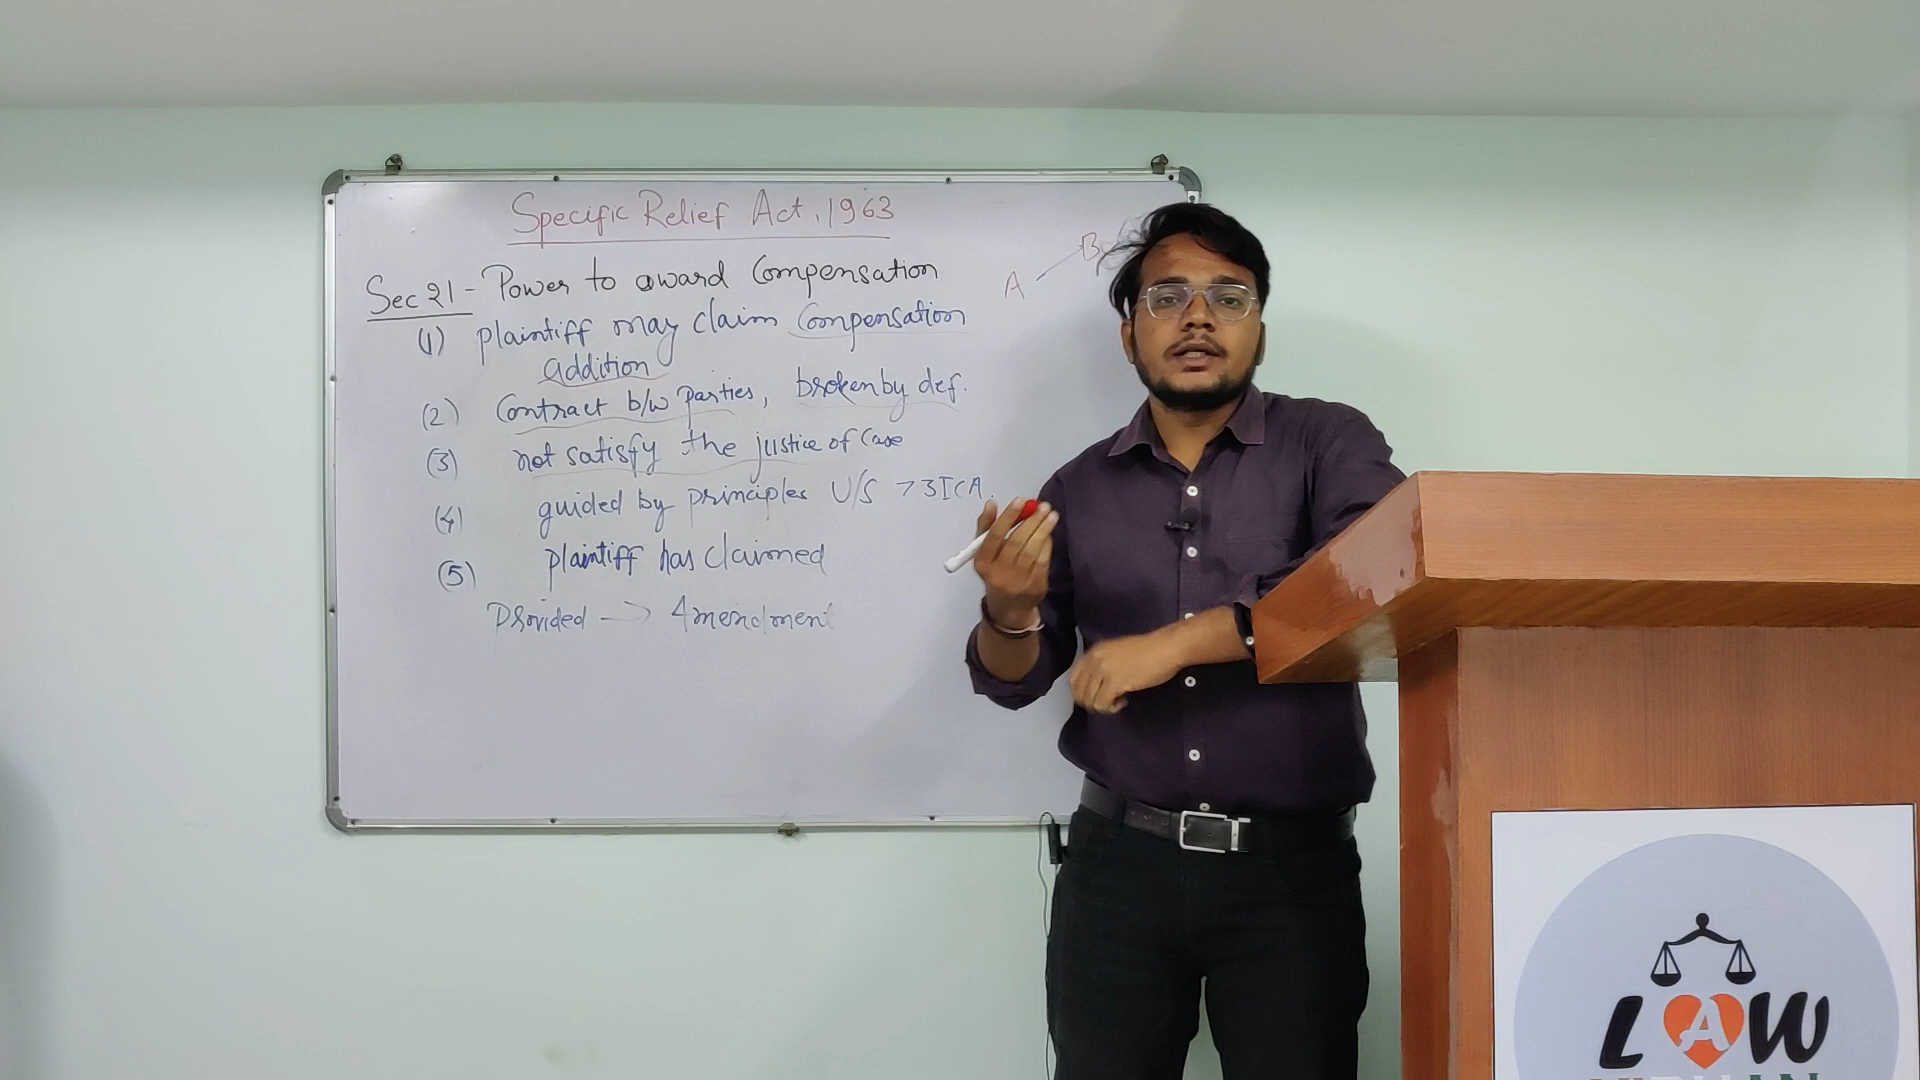 Specific Relief Act, 1963
Sec 21 - Power to award Compensation
(1) plaintiff may claim Compensation
addition
(2) Contract b/w parties, broken by def.
(3) not satisfy the justice of Case
(4) guided by principles U/S 73 ICA.
(5) plaintiff has claimed
Provided → Amendment
A — B
LAW